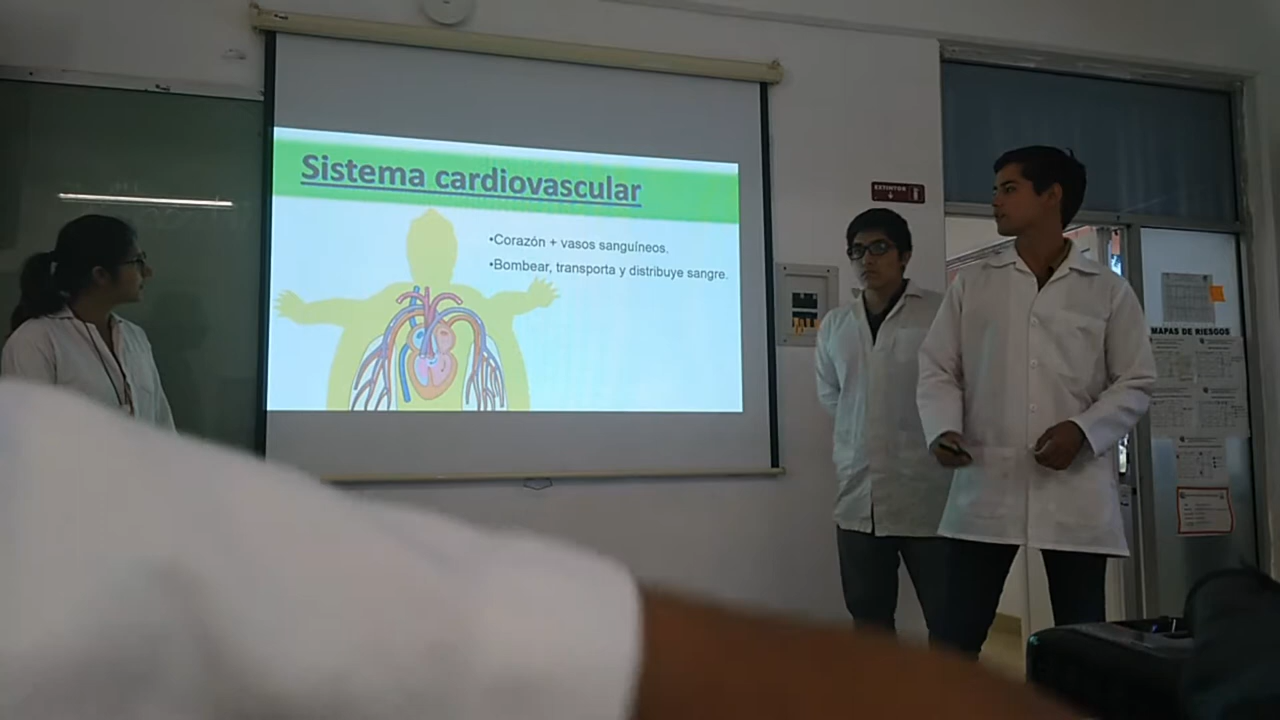 Sistema cardiovascular
•Corazón + vasos sanguíneos.
•Bombear, transporta y distribuye sangre.
EXTINTOR
MAPAS DE RIESGOS